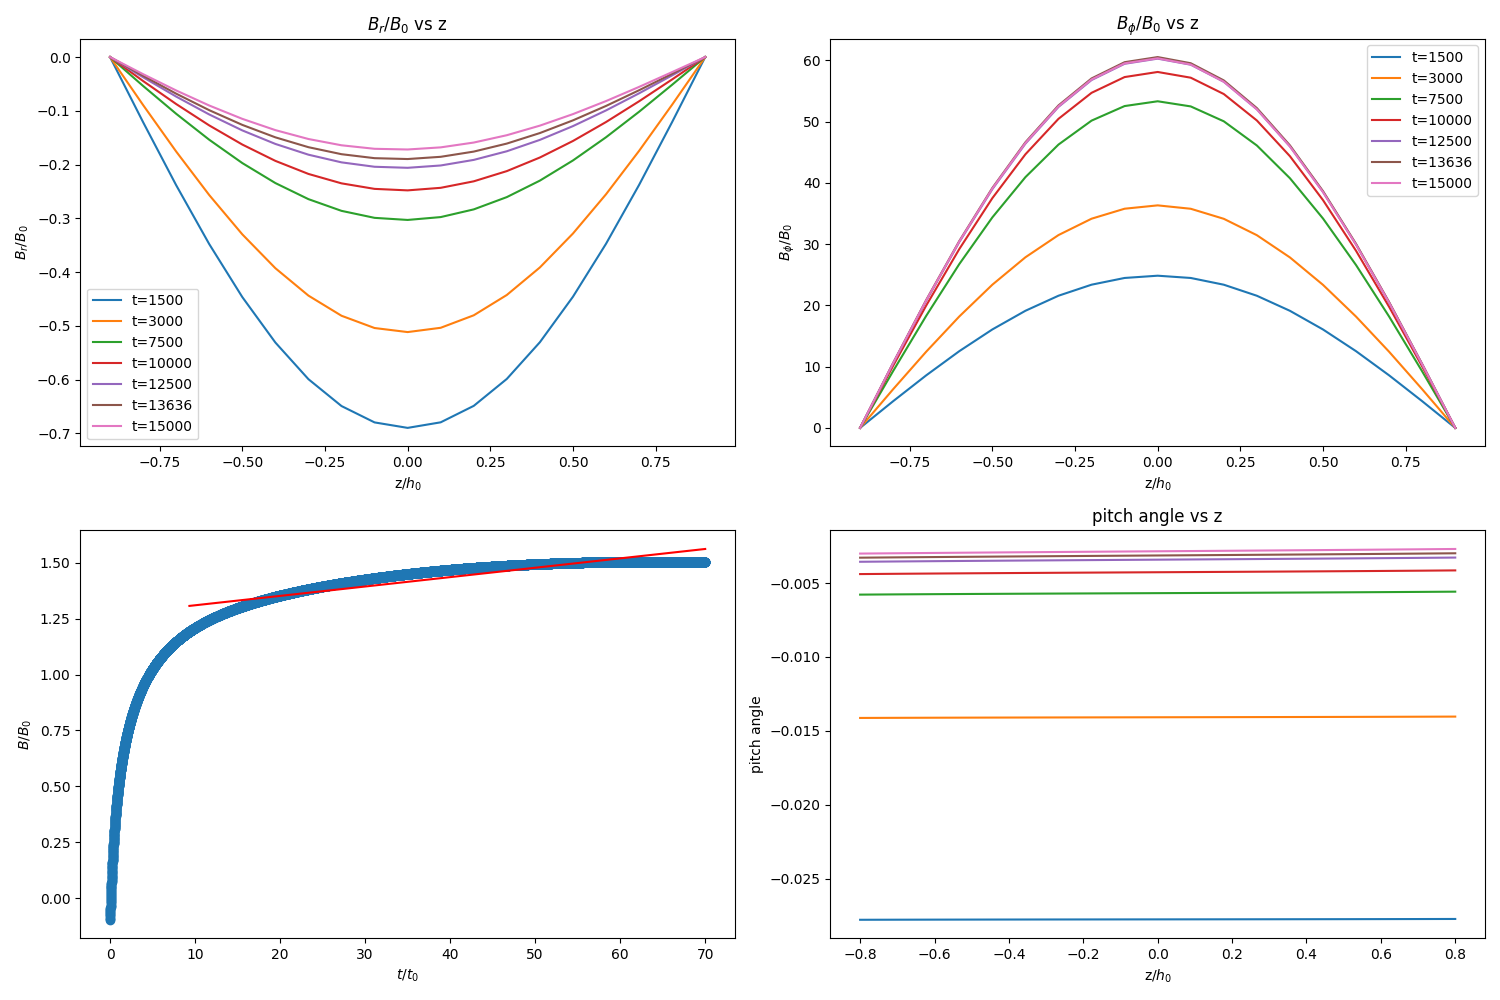 B_r/B_0 vs z
B_r/B_0
0.0
−0.1
−0.2
−0.3
−0.4
−0.5
−0.6
−0.7
t=1500
t=3000
t=7500
t=10000
t=12500
t=13636
t=15000
−0.75 −0.50 −0.25 0.00 0.25 0.50 0.75
z/h_0
B_ϕ/B_0 vs z
B_ϕ/B_0
60
50
40
30
20
10
0
t=1500
t=3000
t=7500
t=10000
t=12500
t=13636
t=15000
−0.75 −0.50 −0.25 0.00 0.25 0.50 0.75
z/h_0
B/B_0
1.50
1.25
1.00
0.75
0.50
0.25
0.00
0 10 20 30 40 50 60 70
t/t_0
pitch angle vs z
pitch angle
−0.005
−0.010
−0.015
−0.020
−0.025
−0.8 −0.6 −0.4 −0.2 0.0 0.2 0.4 0.6 0.8
z/h_0